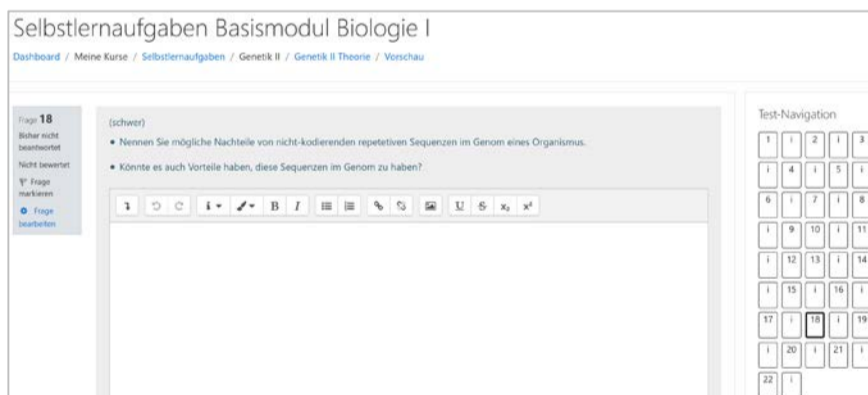 Selbstlernaufgaben Basismodul Biologie I
Dashboard / Meine Kurse / Selbstlernaufgaben / Genetik II / Genetik II Theorie / Vorschau
Frage 18
Bisher nicht
beantwortet
Nicht bewertet
Frage
markieren
Frage
bearbeiten
(schwer)
• Nennen Sie mögliche Nachteile von nicht-kodierenden repetetiven Sequenzen im Genom eines Organismus.
• Könnte es auch Vorteile haben, diese Sequenzen im Genom zu haben?
B I U S x₂ x²
Test-Navigation
1 i 2 i 3
i 4 i 5 i
6 i 7 i 8
i 9 10 i 11
i 12 13 i 14
i 15 i 16 i
17 i 18 i 19
i 20 i 21 i
22 i